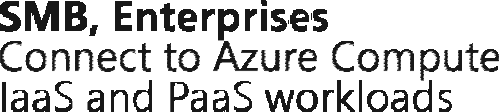 SMB, Enterprises
Connect to Azure Compute
IaaS and PaaS workloads